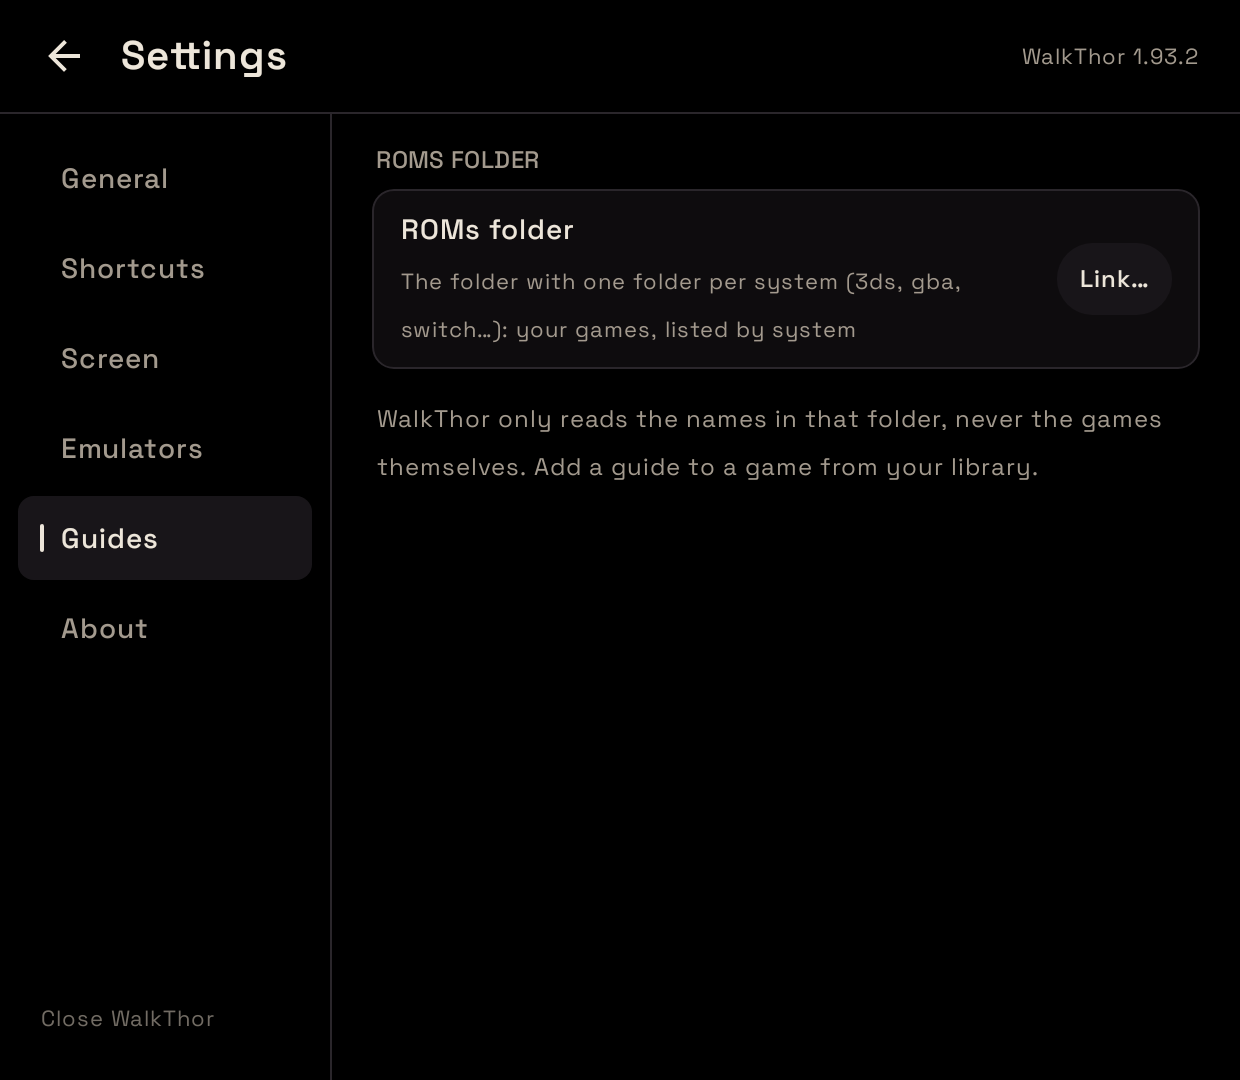 Settings
WalkThor 1.93.2
General
Shortcuts
Screen
Emulators
Guides
About
Close WalkThor
ROMS FOLDER
ROMs folder
The folder with one folder per system (3ds, gba,
switch…): your games, listed by system
Link…
WalkThor only reads the names in that folder, never the games
themselves. Add a guide to a game from your library.